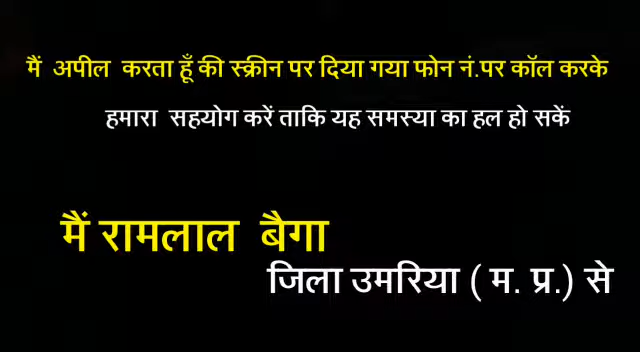 मैं अपील करता हूँ की स्क्रीन पर दिया गया फोन नं.पर कॉल करके
हमारा सहयोग करें ताकि यह समस्या का हल हो सकें
मैं रामलाल बैगा
जिला उमरिया ( म. प्र.) से